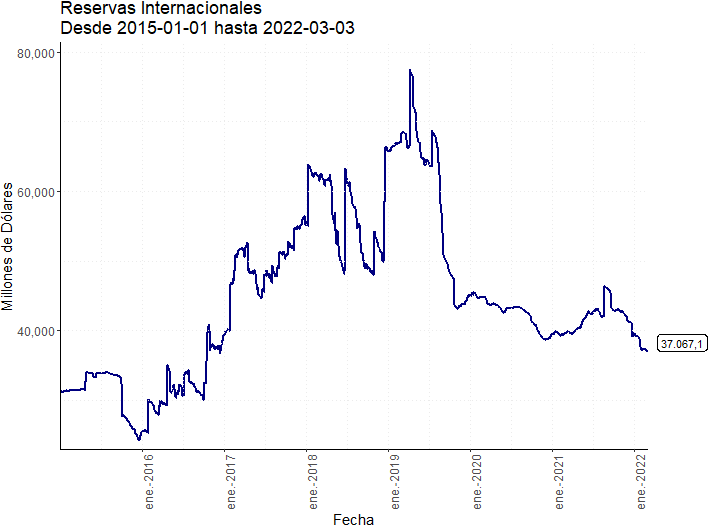 Reservas Internacionales
Desde 2015-01-01 hasta 2022-03-03
Millones de Dólares
80,000
60,000
40,000
37.067,1
ene.-2016
ene.-2017
ene.-2018
ene.-2019
ene.-2020
ene.-2021
ene.-2022
Fecha